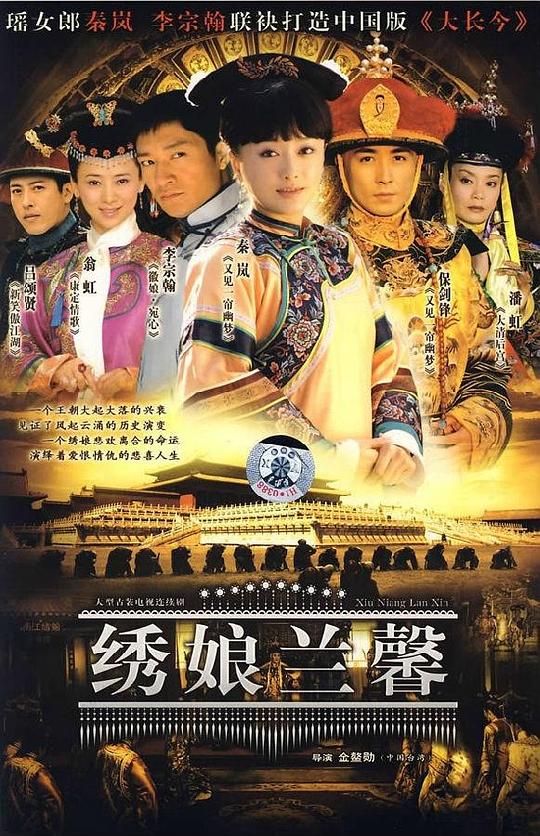 瑶女郎秦岚 李宗翰联袂打造中国版《大长今》
吕颂贤
《新笑傲江湖》
翁虹
《康定情歌》
李宗翰
《徽娘·宛心》
秦岚
《又见一帘幽梦》
保剑锋
《又见一帘幽梦》
潘虹
《大清后宫》
一个王朝大起大落的兴衰
见证了风起云涌的历史演变
一个绣娘悲欢离合的命运
演绎着爱恨情仇的悲喜人生
大型古装电视连续剧
Xiu Niang Lan Xin
绣娘兰馨
导演 金鳌勋（中国台湾）